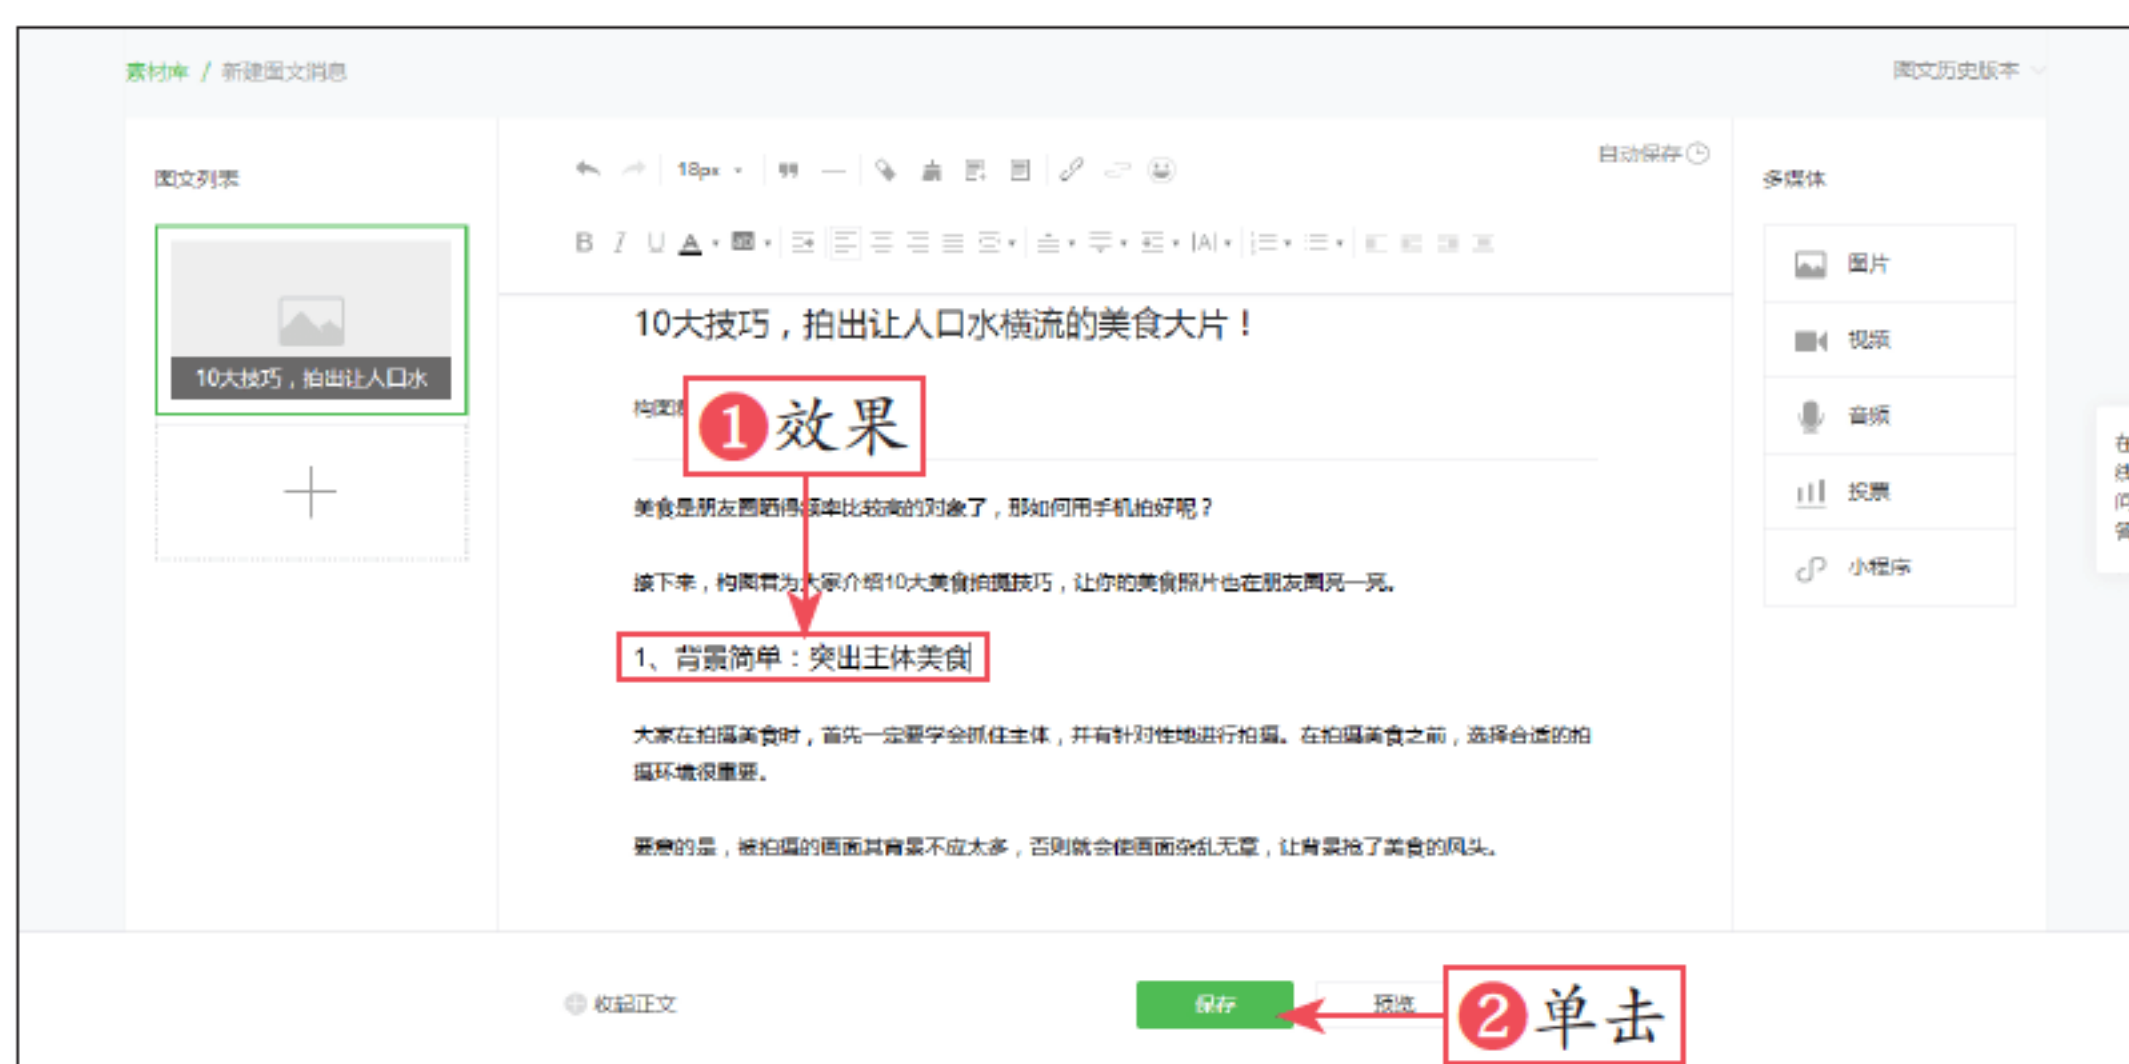 素材库 / 新建图文消息
图文历史版本
图文列表
10大技巧，拍出让人口水
18px
自动保存
B I U A
|A|
10大技巧，拍出让人口水横流的美食大片！
构图
❶效果
美食是朋友圈晒得频率比较高的对象了，那如何用手机拍好呢？
接下来，构图君为大家介绍10大美食拍摄技巧，让你的美食照片也在朋友圈亮一亮。
1、背景简单：突出主体美食
大家在拍摄美食时，首先一定要学会抓住主体，并有针对性地进行拍摄。在拍摄美食之前，选择合适的拍
摄环境很重要。
要意的是，被拍摄的画面其背景不应太多，否则就会使画面杂乱无章，让背景抢了美食的风头。
多媒体
图片
视频
音频
投票
小程序
收起正文
保存
预览
❷单击